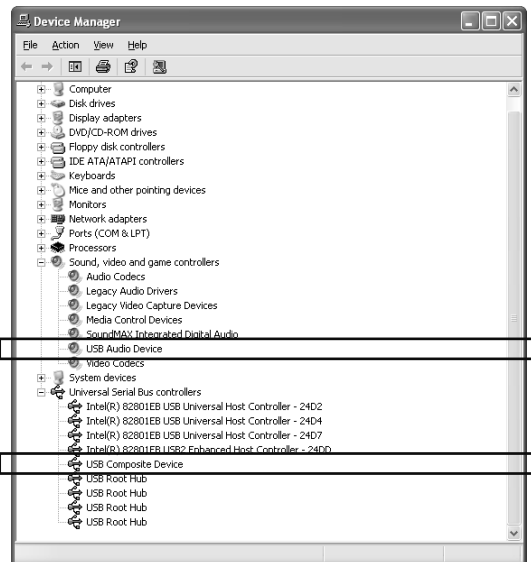 Device Manager
File Action View Help
Computer
Disk drives
Display adapters
DVD/CD-ROM drives
Floppy disk controllers
IDE ATA/ATAPI controllers
Keyboards
Mice and other pointing devices
Monitors
Network adapters
Ports (COM & LPT)
Processors
Sound, video and game controllers
Audio Codecs
Legacy Audio Drivers
Legacy Video Capture Devices
Media Control Devices
SoundMAX Integrated Digital Audio
USB Audio Device
Video Codecs
System devices
Universal Serial Bus controllers
Intel(R) 82801EB USB Universal Host Controller - 24D2
Intel(R) 82801EB USB Universal Host Controller - 24D4
Intel(R) 82801EB USB Universal Host Controller - 24D7
Intel(R) 82801EB USB2 Enhanced Host Controller - 24DD
USB Composite Device
USB Root Hub
USB Root Hub
USB Root Hub
USB Root Hub